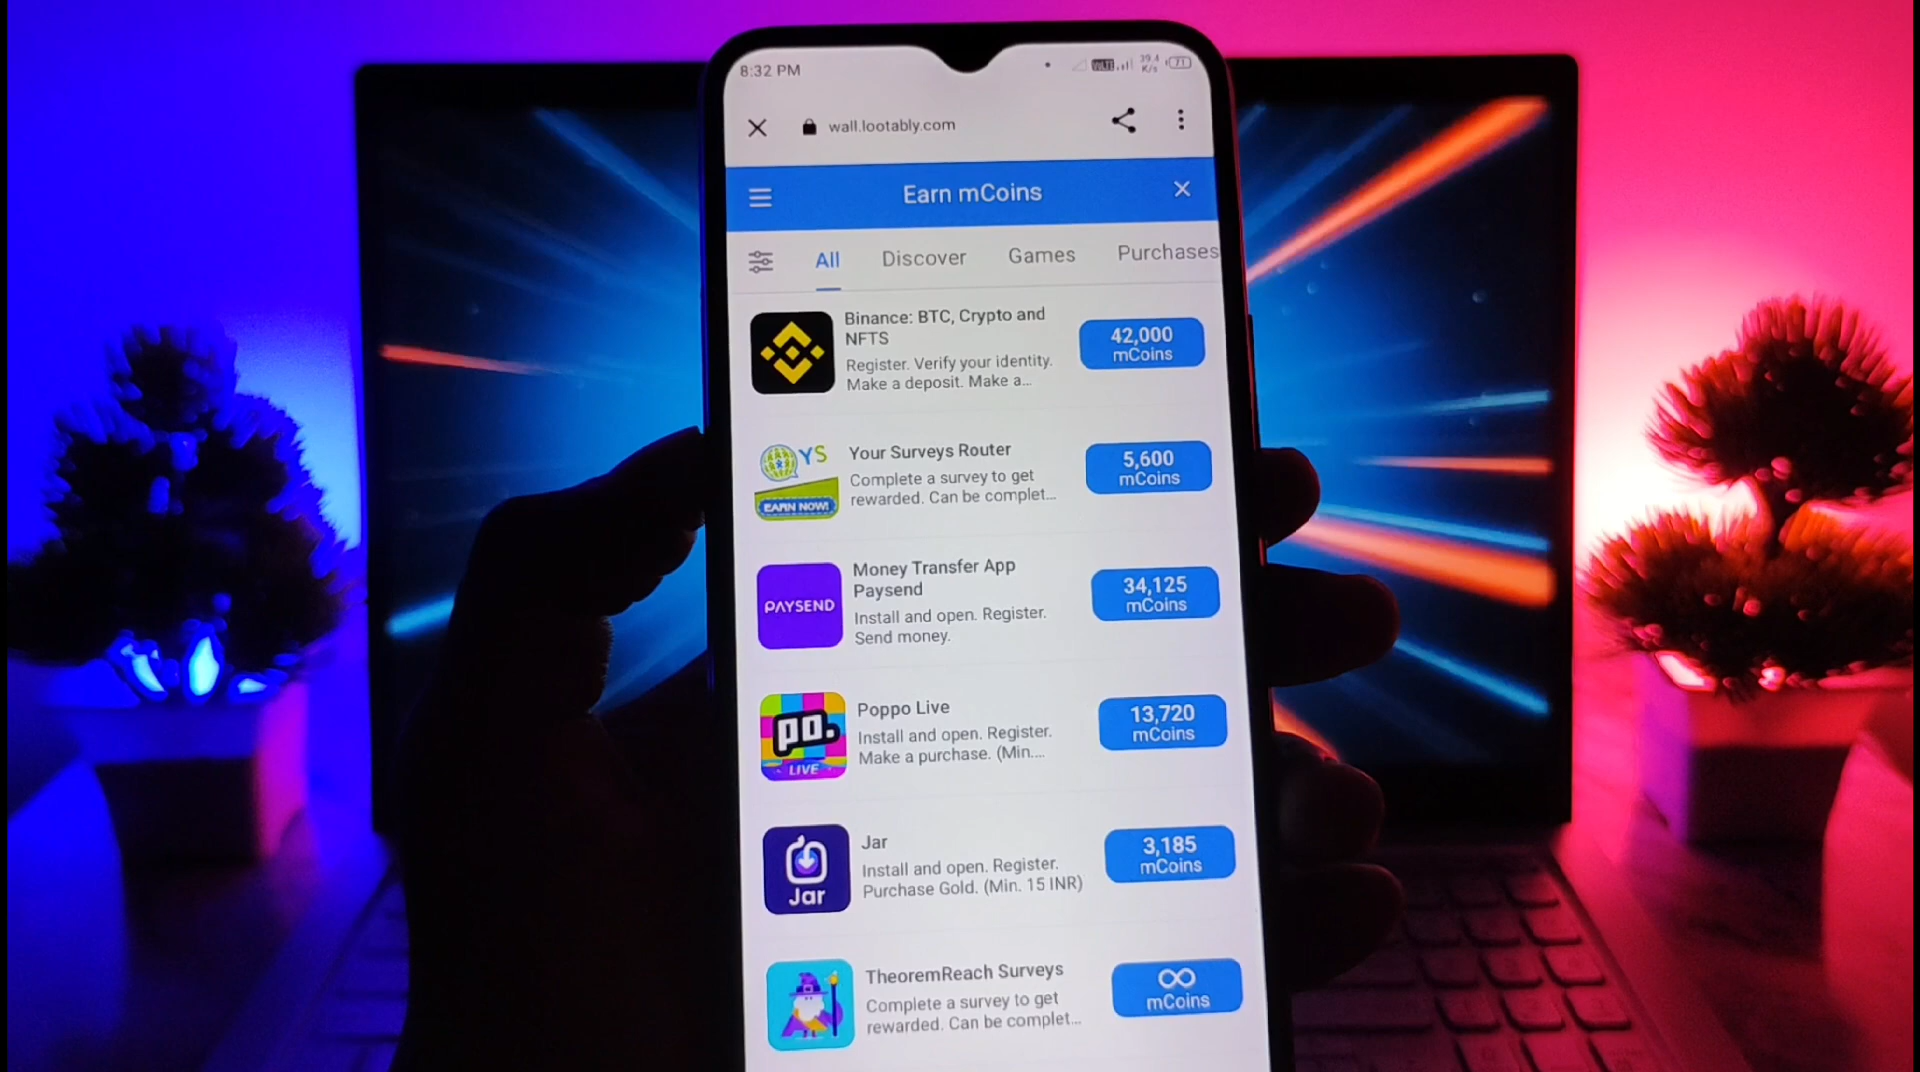 8:32 PM
39.4
K/s
71
wall.lootably.com
Earn mCoins
All Discover Games Purchases
Binance: BTC, Crypto and
NFTS
Register. Verify your identity.
Make a deposit. Make a...
42,000
mCoins
YS
EARN NOW!
Your Surveys Router
Complete a survey to get
rewarded. Can be complet...
5,600
mCoins
PAYSEND
Money Transfer App
Paysend
Install and open. Register.
Send money.
34,125
mCoins
po.
LIVE
Poppo Live
Install and open. Register.
Make a purchase. (Min....
13,720
mCoins
Jar
Jar
Install and open. Register.
Purchase Gold. (Min. 15 INR)
3,185
mCoins
TheoremReach Surveys
Complete a survey to get
rewarded. Can be complet...
∞
mCoins